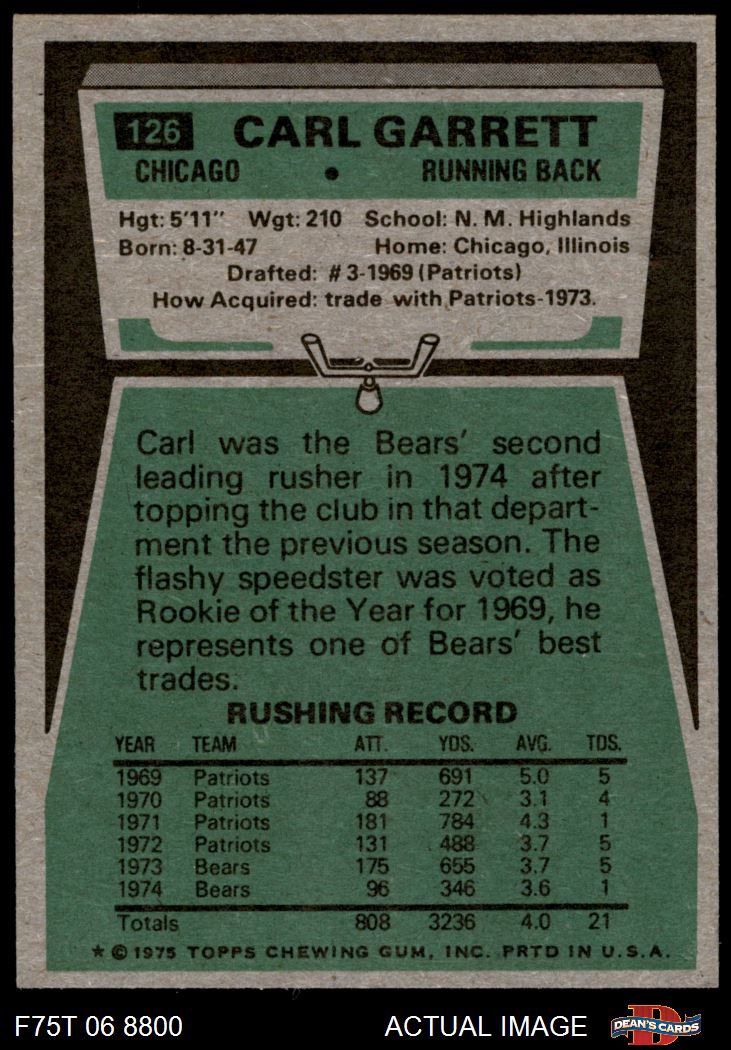 126 CARL GARRETT
CHICAGO • RUNNING BACK
Hgt: 5'11" Wgt: 210 School: N. M. Highlands
Born: 8-31-47 Home: Chicago, Illinois
Drafted: #3-1969 (Patriots)
How Acquired: trade with Patriots-1973.
Carl was the Bears' second
leading rusher in 1974 after
topping the club in that depart-
ment the previous season. The
flashy speedster was voted as
Rookie of the Year for 1969, he
represents one of Bears' best
trades.
RUSHING RECORD
YEAR TEAM ATT. YDS. AVG. TDS.
1969 Patriots 137 691 5.0 5
1970 Patriots 88 272 3.1 4
1971 Patriots 181 784 4.3 1
1972 Patriots 131 488 3.7 5
1973 Bears 175 655 3.7 5
1974 Bears 96 346 3.6 1
Totals 808 3236 4.0 21
* © 1975 TOPPS CHEWING GUM, INC. PRTD IN U.S.A.
F75T 06 8800 ACTUAL IMAGE D DEAN'S CARDS